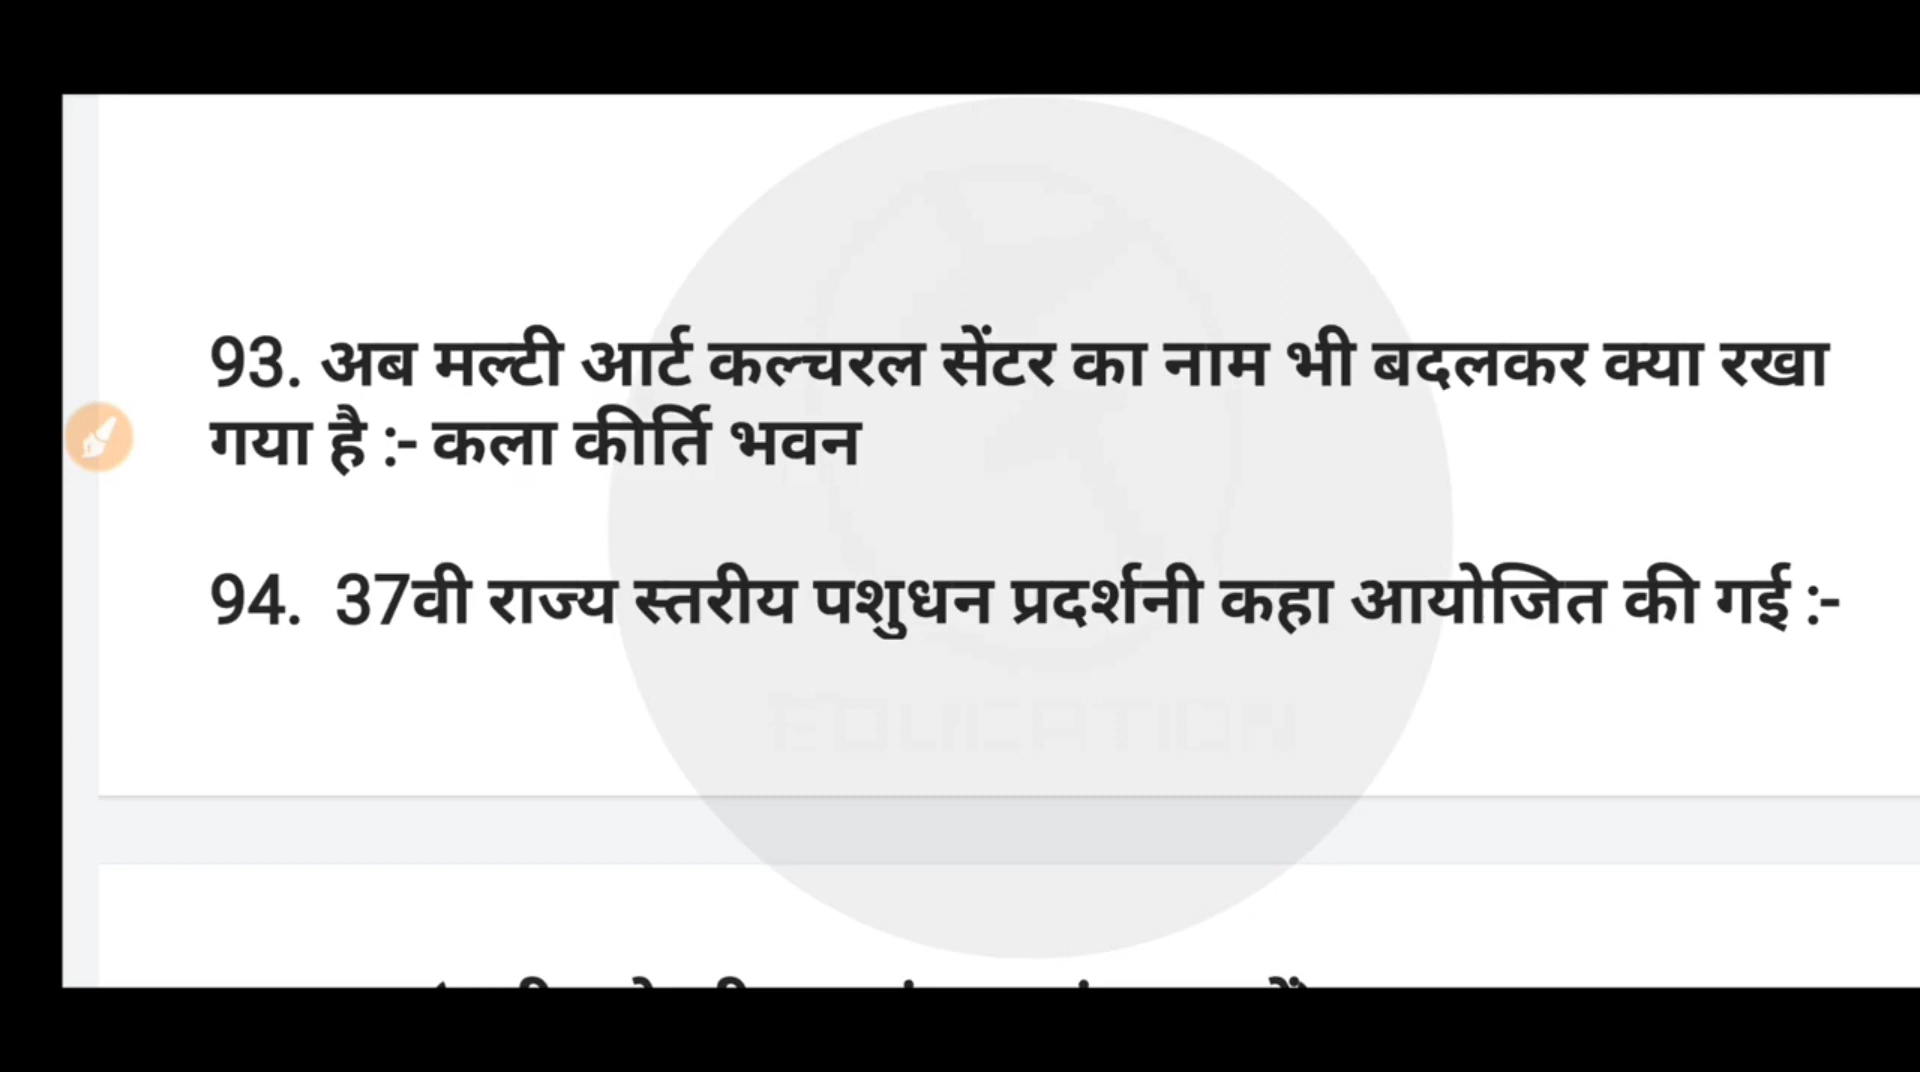 93. अब मल्टी आर्ट कल्चरल सेंटर का नाम भी बदलकर क्या रखा
गया है :- कला कीर्ति भवन
94. 37वी राज्य स्तरीय पशुधन प्रदर्शनी कहा आयोजित की गई :-
EDUCATION